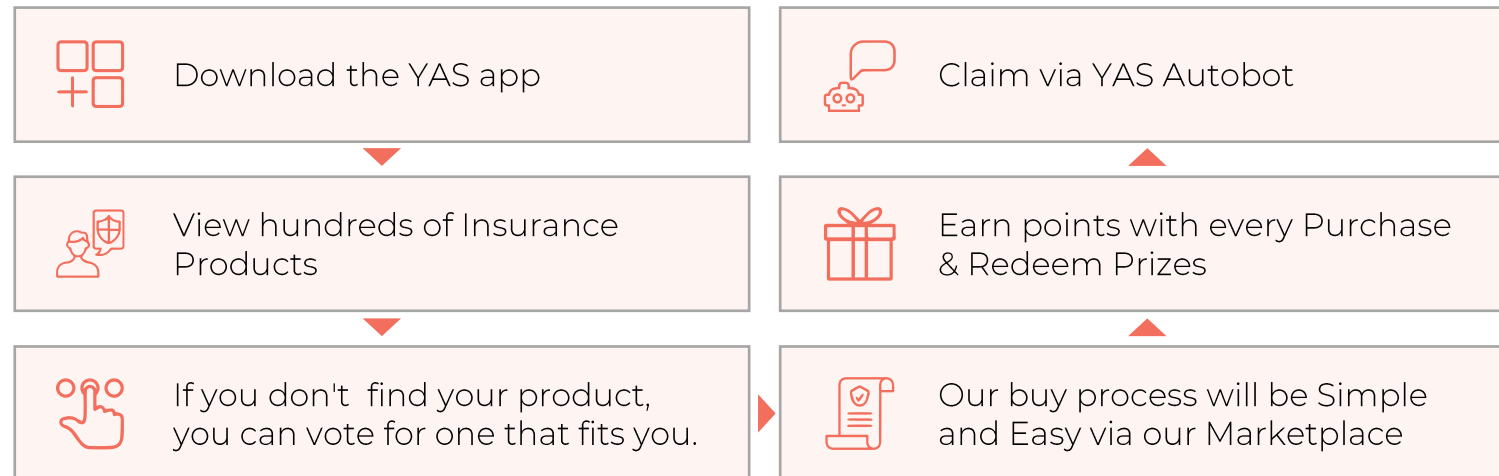 Download the YAS app
View hundreds of Insurance
Products
If you don't  find your product,
you can vote for one that fits you.
Our buy process will be Simple
and Easy via our Marketplace
Earn points with every Purchase
& Redeem Prizes
Claim via YAS Autobot